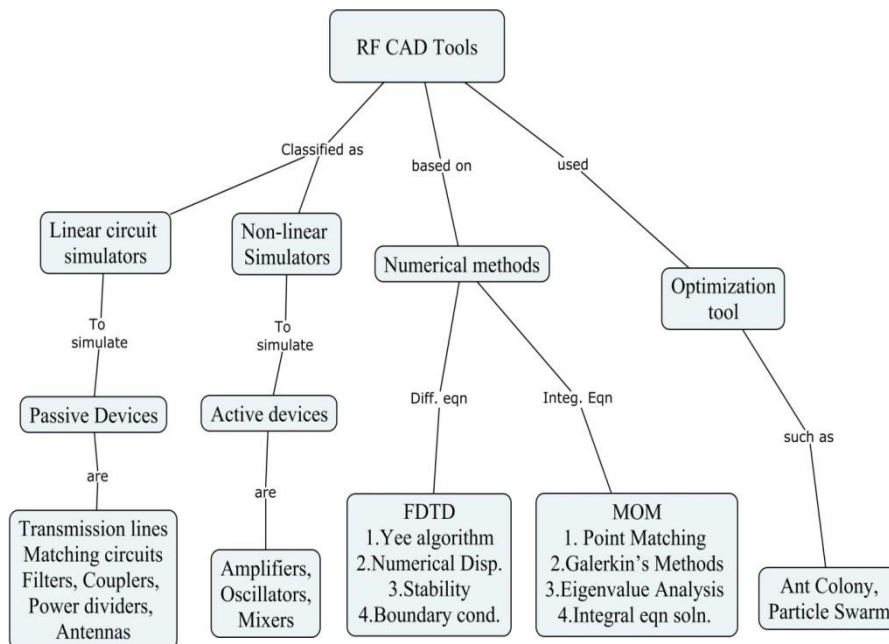 RF CAD Tools
Classified as
based on
used
Linear circuit
simulators
Non-linear
Simulators
Numerical methods
Optimization
tool
To
simulate
To
simulate
Diff. eqn
Integ. Eqn
Passive Devices
Active devices
such as
are
are
Transmission lines
Matching circuits
Filters, Couplers,
Power dividers,
Antennas
Amplifiers,
Oscillators,
Mixers
FDTD
1.Yee algorithm
2.Numerical Disp.
3.Stability
4.Boundary cond.
MOM
1. Point Matching
2.Galerkin's Methods
3.Eigenvalue Analysis
4.Integral eqn soln.
Ant Colony,
Particle Swarm